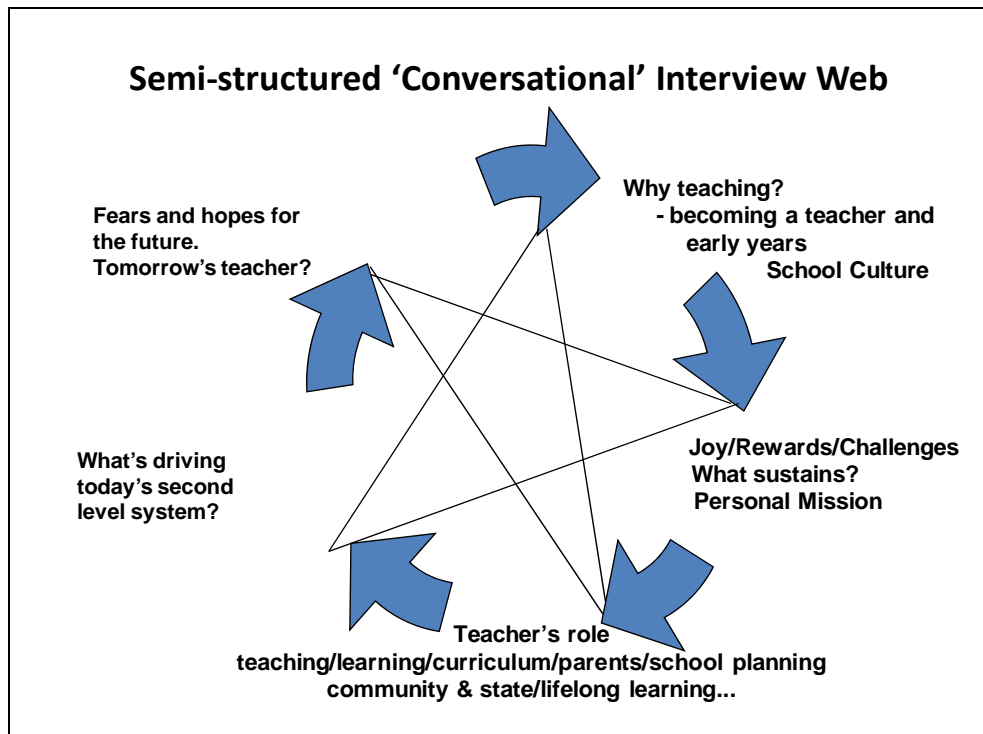 Semi-structured ‘Conversational’ Interview Web
Why teaching?
- becoming a teacher and
early years
School Culture
Joy/Rewards/Challenges
What sustains?
Personal Mission
Teacher’s role
teaching/learning/curriculum/parents/school planning
community & state/lifelong learning...
What’s driving
today’s second
level system?
Fears and hopes for
the future.
Tomorrow’s teacher?